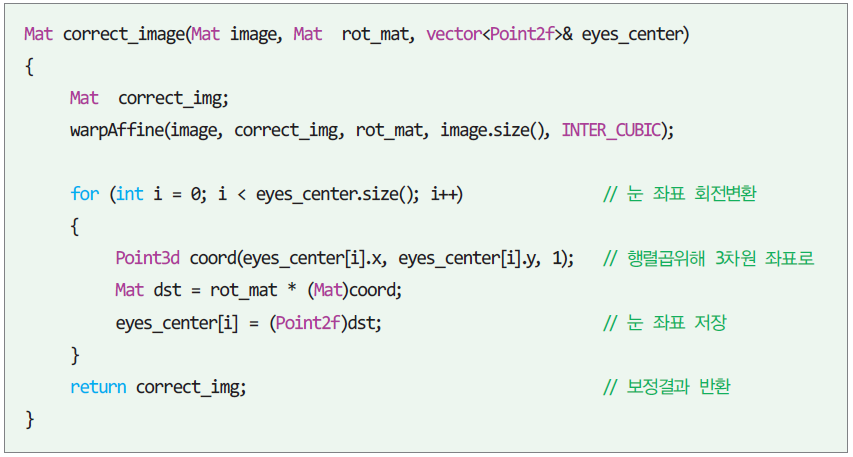 Mat correct_image(Mat image, Mat  rot_mat, vector<Point2f>& eyes_center)
{
     Mat  correct_img;
     warpAffine(image, correct_img, rot_mat, image.size(), INTER_CUBIC);

     for (int i = 0; i < eyes_center.size(); i++)               // 눈 좌표 회전변환
     {
          Point3d coord(eyes_center[i].x, eyes_center[i].y, 1);   // 행렬곱위해 3차원 좌표로
          Mat dst = rot_mat * (Mat)coord;
          eyes_center[i] = (Point2f)dst;                        // 눈 좌표 저장
     }
     return correct_img;                                        // 보정결과 반환
}